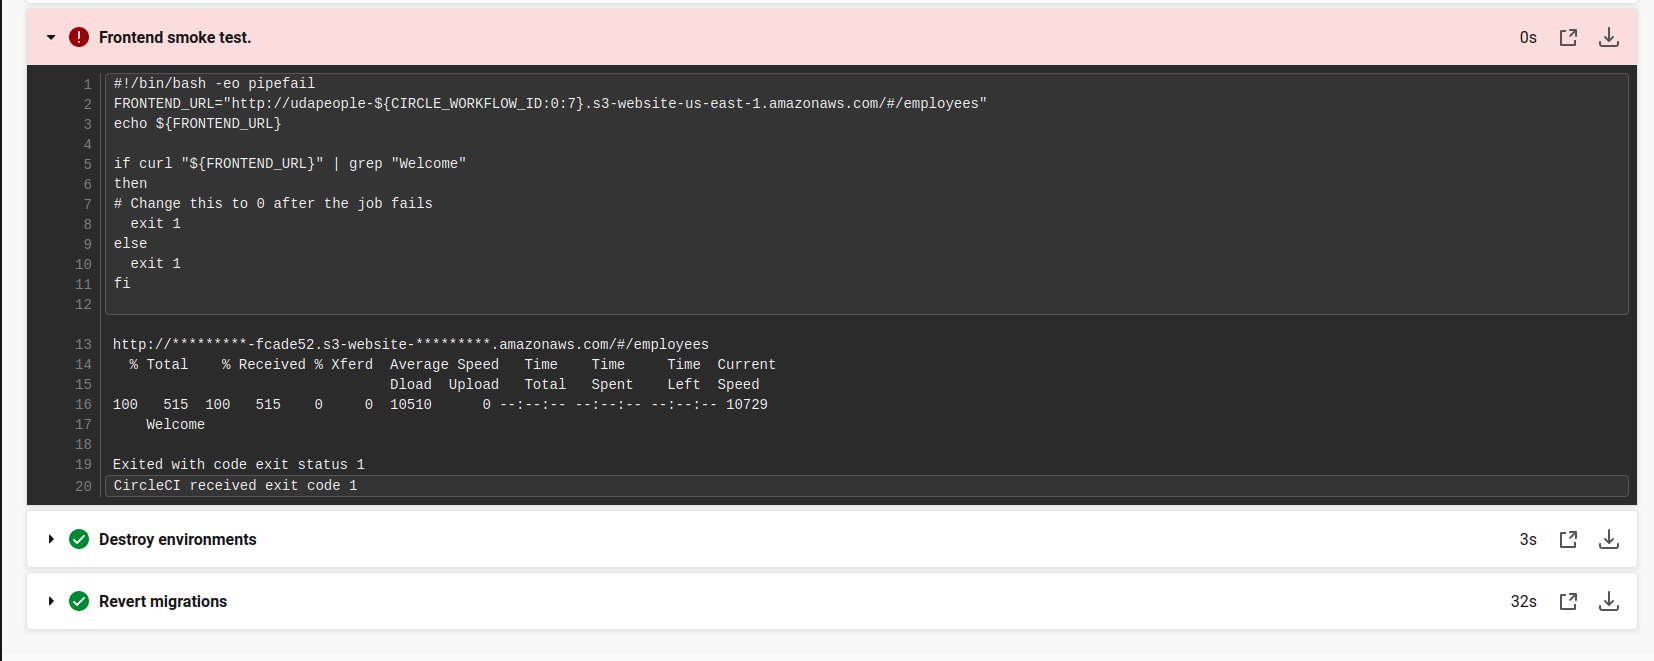 Frontend smoke test.
0s
1 #!/bin/bash -eo pipefail
2 FRONTEND_URL="http://udapeople-${CIRCLE_WORKFLOW_ID:0:7}.s3-website-us-east-1.amazonaws.com/#/employees"
3 echo ${FRONTEND_URL}
4
5 if curl "${FRONTEND_URL}" | grep "Welcome"
6 then
7 # Change this to 0 after the job fails
8   exit 1
9 else
10   exit 1
11 fi
12
13 http://*********-fcade52.s3-website-*********.amazonaws.com/#/employees
14   % Total    % Received % Xferd  Average Speed   Time    Time     Time  Current
15                                  Dload  Upload   Total   Spent    Left  Speed
16 100   515  100   515    0     0  10510      0 --:--:-- --:--:-- --:--:-- 10729
17     Welcome
18
19 Exited with code exit status 1
20 CircleCI received exit code 1
Destroy environments
3s
Revert migrations
32s